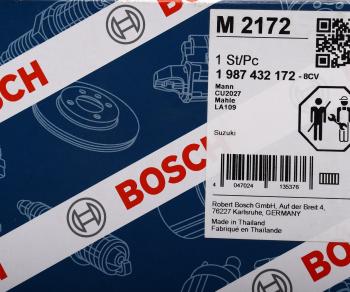 BOSCH
BOSCH
BOSCH
M 2172
1 St/Pc
1 987 432 172 - 8CV
Mann
CU2027
Mahle
LA109
Suzuki
4 047024 135376
Robert Bosch GmbH, Auf der Breit 4,
76227 Karlsruhe, GERMANY
Made in Thailand
Fabriqué en Thaïlande